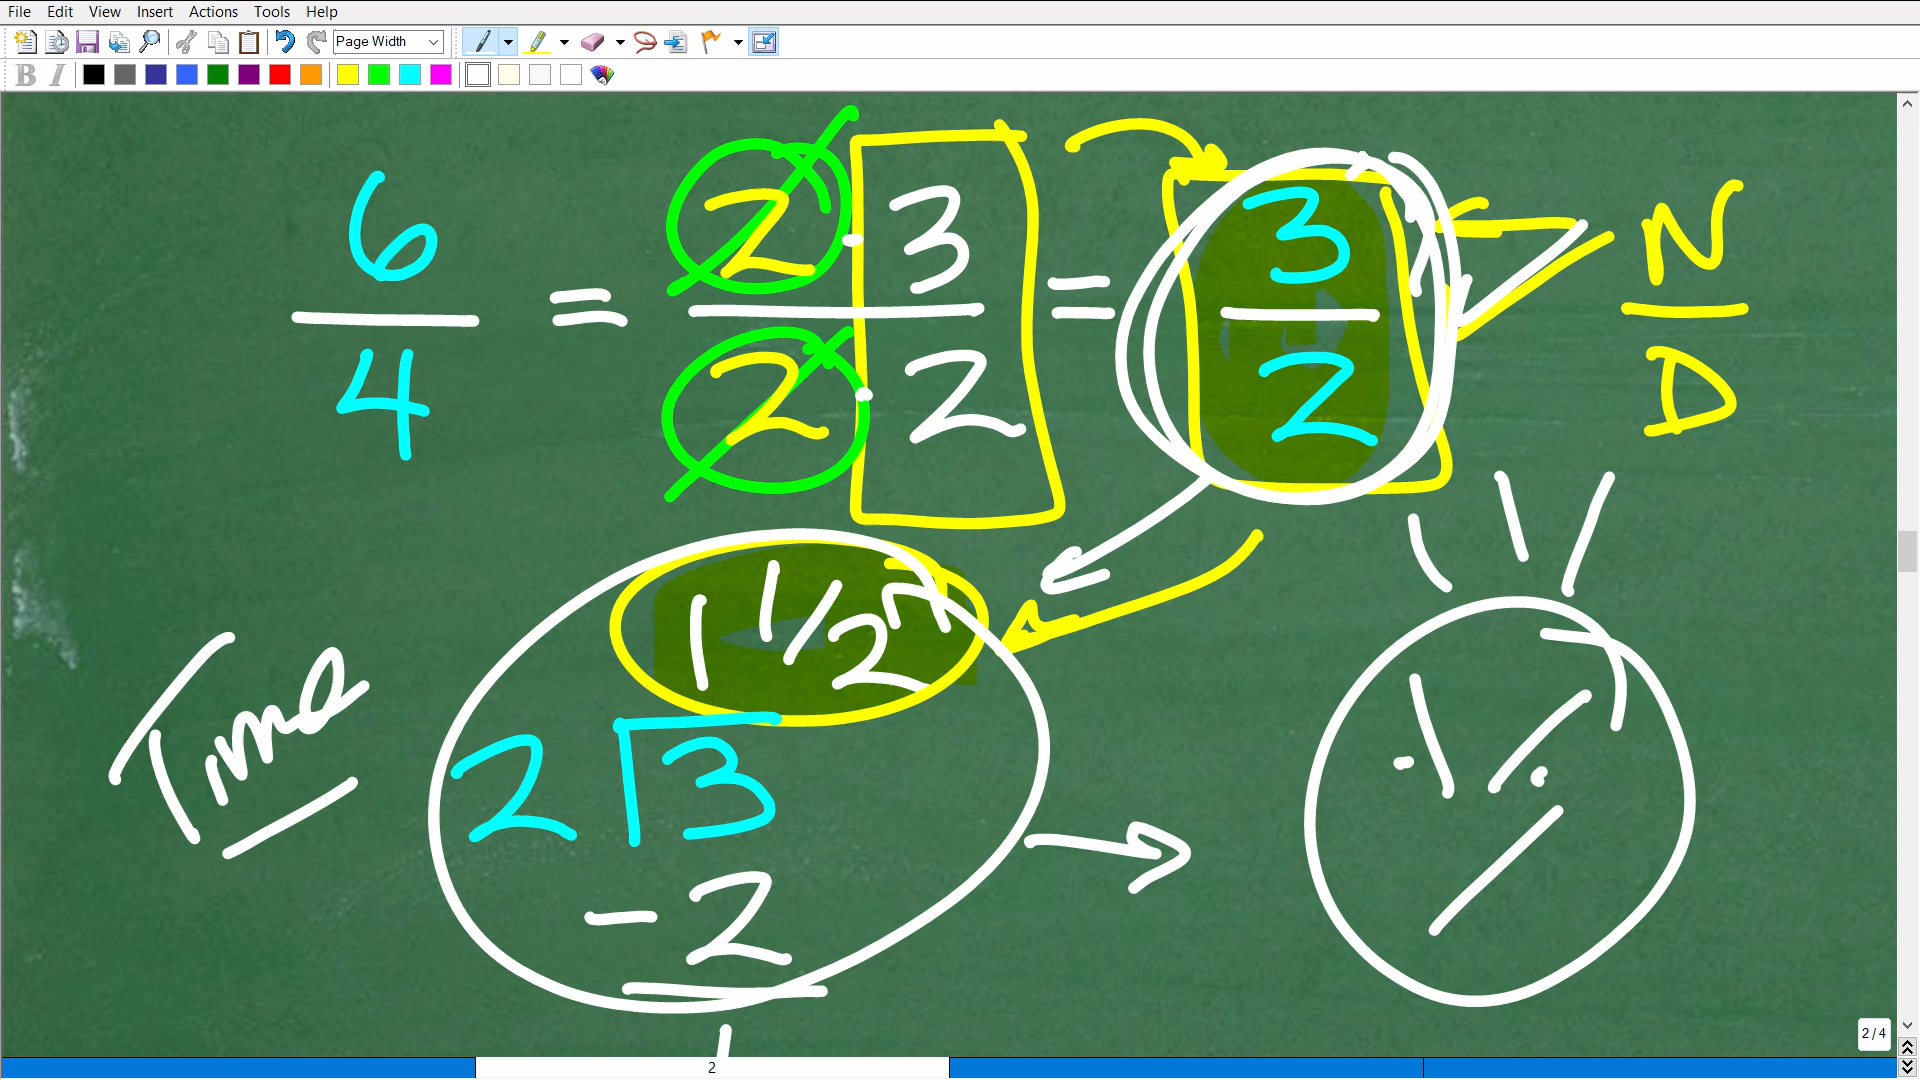 File Edit View Insert Actions Tools Help
Page Width
B I
6/4 = 2·3/2·2 = 3/2 N/D
1 1/2
Time
2 3
- 2
1
2 / 4
2